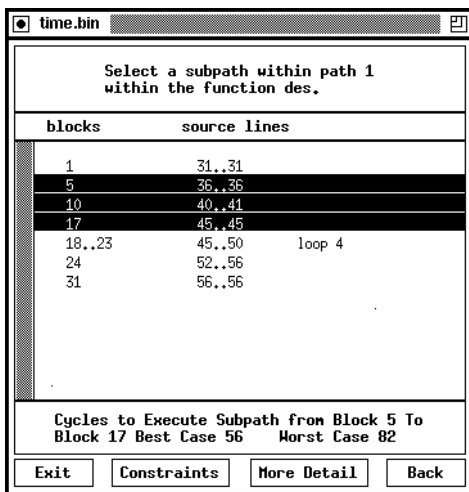 time.bin
Select a subpath within path 1
within the function des.
blocks source lines
1 31..31
5 36..36
10 40..41
17 45..45
18..23 45..50 loop 4
24 52..56
31 56..56
Cycles to Execute Subpath from Block 5 To
Block 17 Best Case 56 Worst Case 82
Exit Constraints More Detail Back